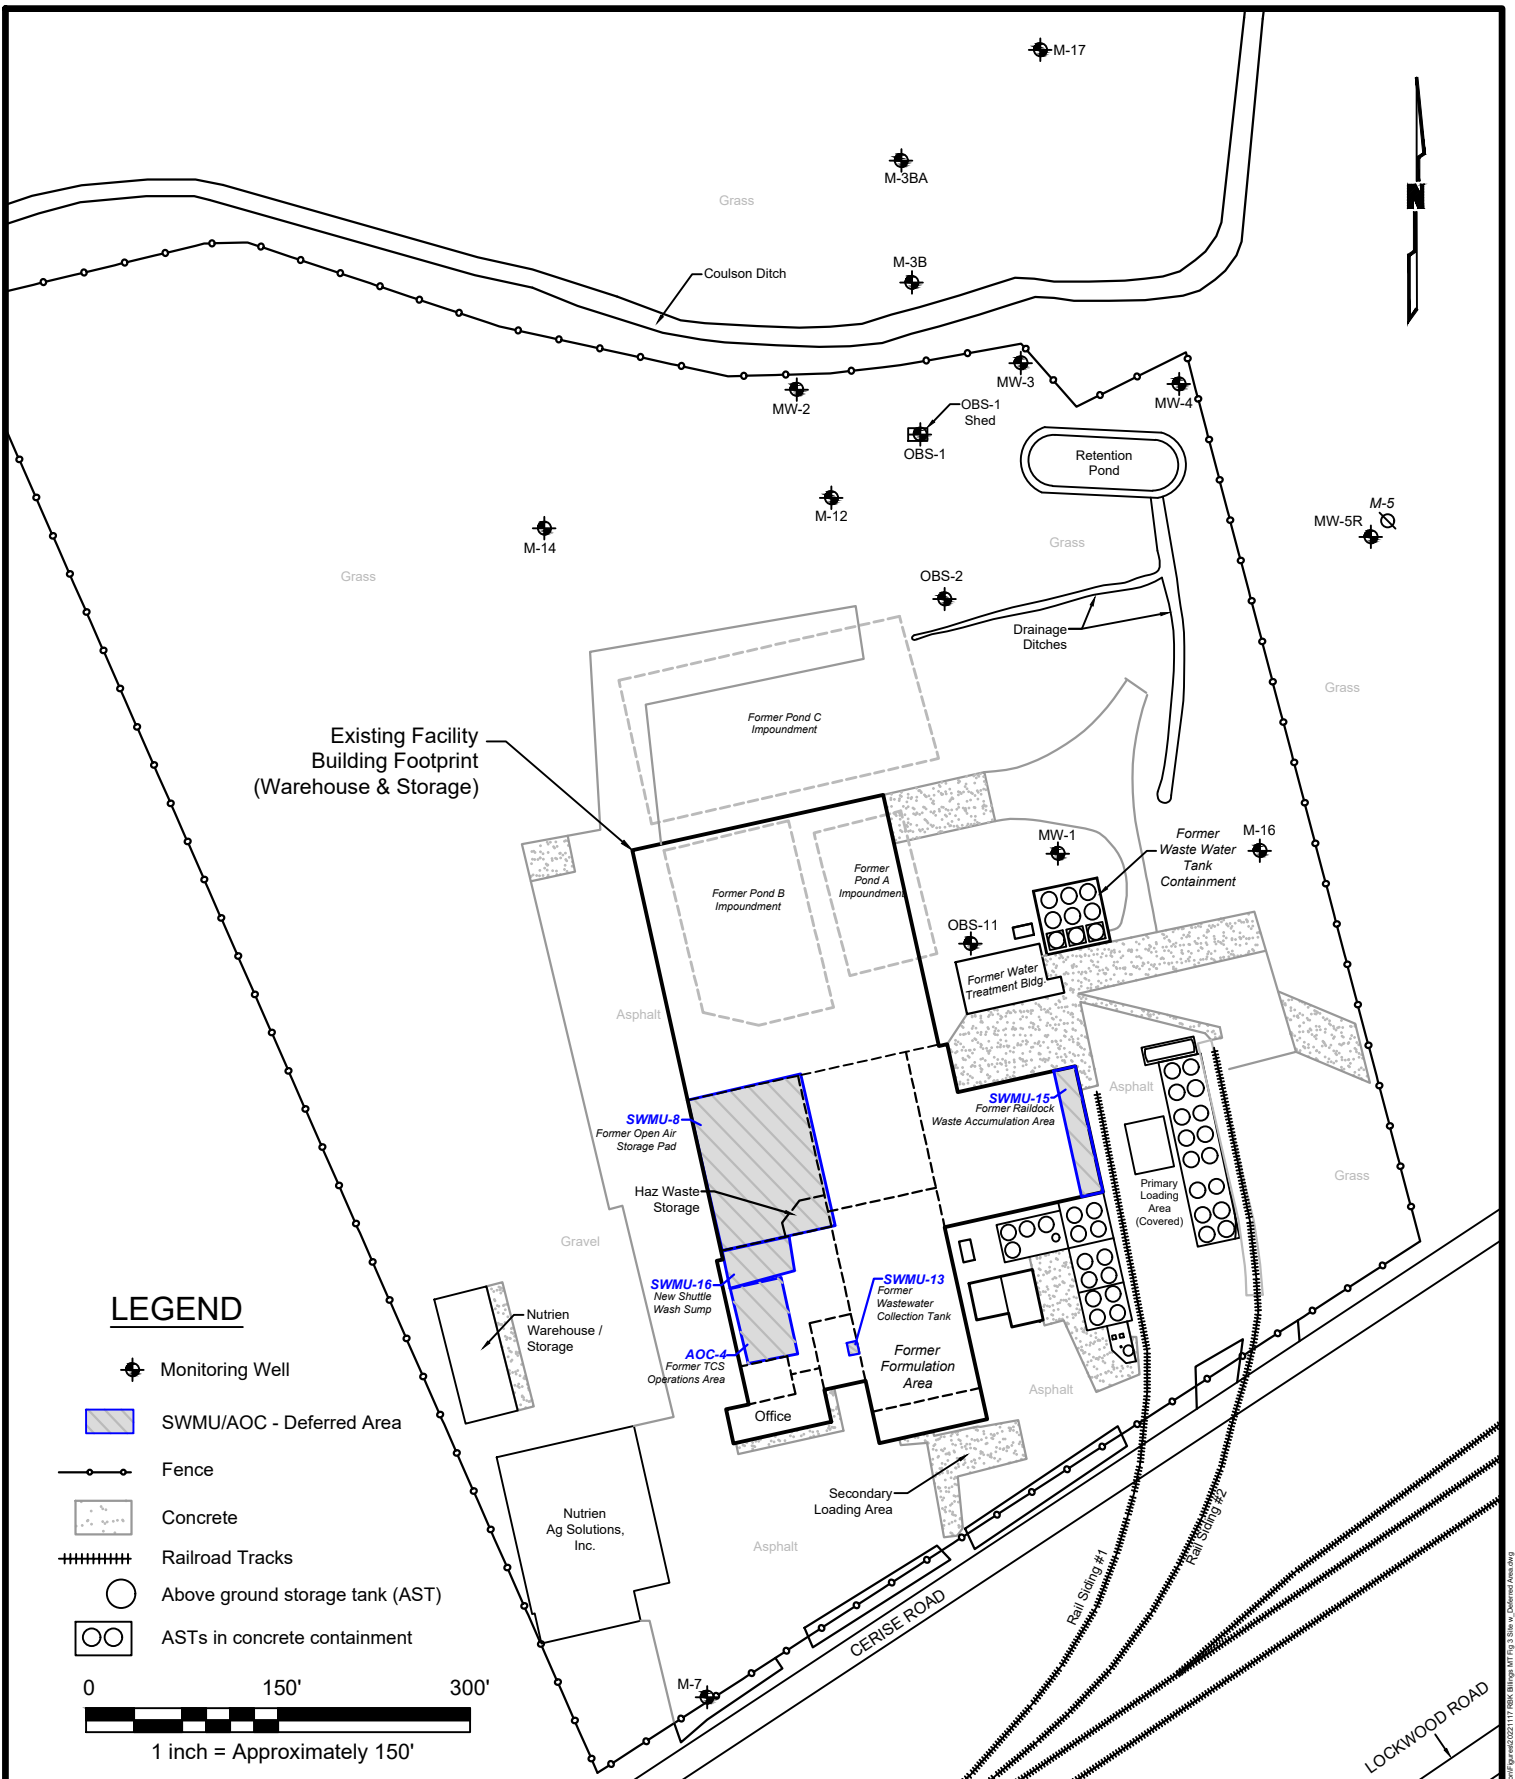 M-17
M-3BA
Grass
N
M-3B
Coulson Ditch
MW-3
MW-2
MW-4
OBS-1
Shed
OBS-1
Retention
Pond
M-12
M-14
M-5
MW-5R
Grass
Grass
OBS-2
Drainage
Ditches
Grass
Former Pond C
Impoundment
Existing Facility
Building Footprint
(Warehouse & Storage)
MW-1
Former
Waste Water
Tank
Containment
M-16
Former Pond B
Impoundment
Former
Pond A
Impoundment
OBS-11
Former Water
Treatment Bldg.
Asphalt
Asphalt
SWMU-8
Former Open Air
Storage Pad
SWMU-15
Former Raildock
Waste Accumulation Area
Haz Waste
Storage
Primary
Loading
Area
(Covered)
Grass
Gravel
SWMU-16
New Shuttle
Wash Sump
SWMU-13
Former
Wastewater
Collection Tank
AOC-4
Former TCS
Operations Area
Former
Formulation
Area
Nutrien
Warehouse /
Storage
Asphalt
Office
Secondary
Loading Area
Nutrien
Ag Solutions,
Inc.
Asphalt
Rail Siding #1
Rail Siding #2
CERISE ROAD
M-7
LOCKWOOD ROAD
LEGEND
Monitoring Well
SWMU/AOC - Deferred Area
Fence
Concrete
Railroad Tracks
Above ground storage tank (AST)
ASTs in concrete containment
0 150' 300'
1 inch = Approximately 150'